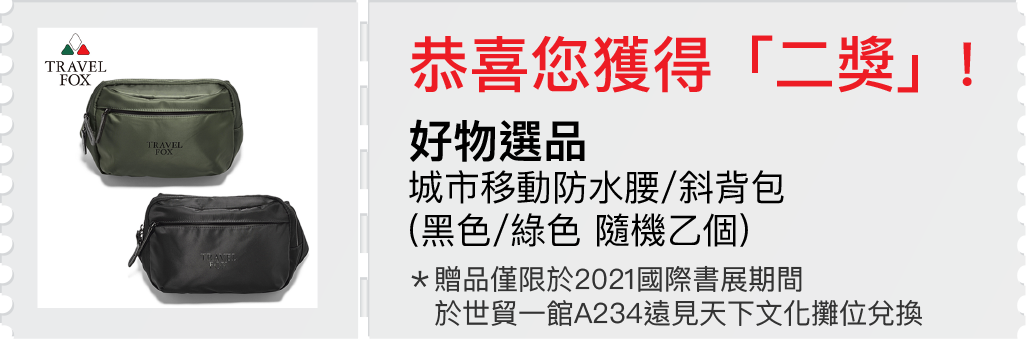 TRAVEL
FOX
TRAVEL
FOX
TRAVEL
FOX
恭喜您獲得「二獎」!
好物選品
城市移動防水腰/斜背包
(黑色/綠色 隨機乙個)
＊贈品僅限於2021國際書展期間
於世貿一館A234遠見天下文化攤位兌換